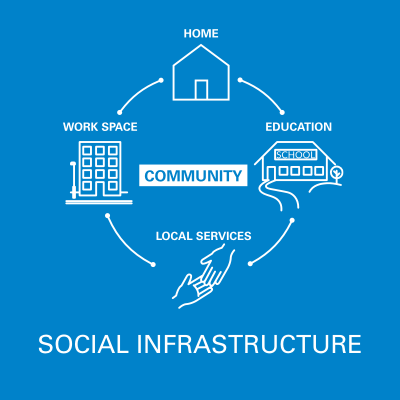 HOME
WORK SPACE
EDUCATION
SCHOOL
COMMUNITY
LOCAL SERVICES
SOCIAL INFRASTRUCTURE